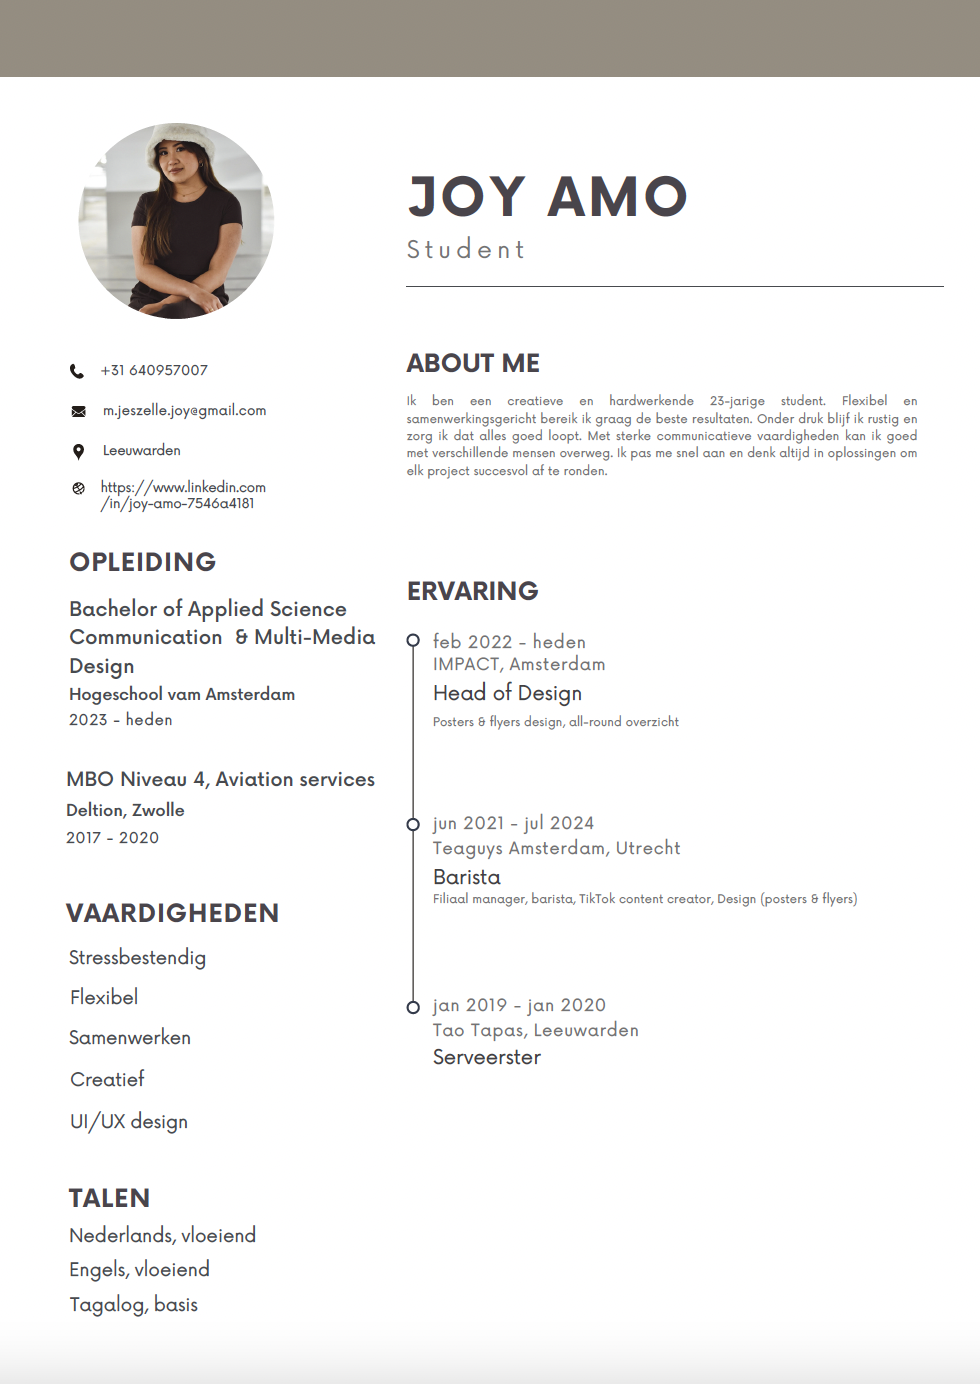 JOY AMO
Student
+31 640957007
m.jeszelle.joy@gmail.com
Leeuwarden
https://www.linkedin.com
/in/joy-amo-7546a4181
OPLEIDING
Bachelor of Applied Science
Communication & Multi-Media
Design
Hogeschool vam Amsterdam
2023 - heden
MBO Niveau 4, Aviation services
Deltion, Zwolle
2017 - 2020
VAARDIGHEDEN
Stressbestendig
Flexibel
Samenwerken
Creatief
UI/UX design
TALEN
Nederlands, vloeiend
Engels, vloeiend
Tagalog, basis
ABOUT ME
Ik ben een creatieve en hardwerkende 23-jarige student. Flexibel en
samenwerkingsgericht bereik ik graag de beste resultaten. Onder druk blijf ik rustig en
zorg ik dat alles goed loopt. Met sterke communicatieve vaardigheden kan ik goed
met verschillende mensen overweg. Ik pas me snel aan en denk altijd in oplossingen om
elk project succesvol af te ronden.
ERVARING
feb 2022 - heden
IMPACT, Amsterdam
Head of Design
Posters & flyers design, all-round overzicht
jun 2021 - jul 2024
Teaguys Amsterdam, Utrecht
Barista
Filiaal manager, barista, TikTok content creator, Design (posters & flyers)
jan 2019 - jan 2020
Tao Tapas, Leeuwarden
Serveerster